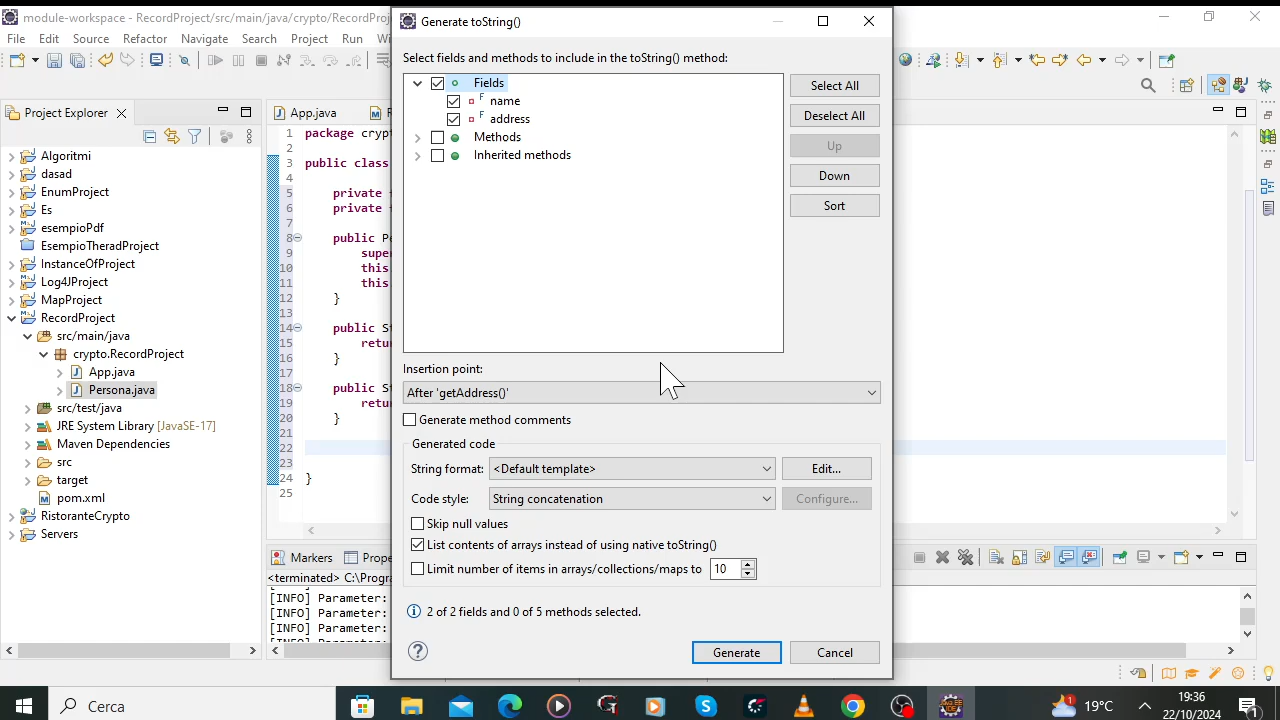 module-workspace - RecordProject/src/main/java/crypto/RecordProj
Generate toString()
File Edit Source Refactor Navigate Search Project Run Wi
Select fields and methods to include in the toString() method:
Fields
name
address
Methods
Inherited methods
Select All
Deselect All
Up
Down
Sort
Project Explorer
Algoritmi
dasad
EnumProject
Es
esempioPdf
EsempioTheradProject
InstanceOfProject
Log4JProject
MapProject
RecordProject
src/main/java
crypto.RecordProject
App.java
Persona.java
src/test/java
JRE System Library [JavaSE-17]
Maven Dependencies
src
target
pom.xml
RistoranteCrypto
Servers
App.java
1 package cryp
2
3 public class
4
5 private
6 private
7
8 public P
9 supe
10 this
11 this
12 }
13
14 public S
15 retu
16 }
17
18 public S
19 retu
20 }
21
22
23
24 }
25
Insertion point:
After 'getAddress()'
Generate method comments
Generated code
String format: <Default template> Edit...
Code style: String concatenation Configure...
Skip null values
List contents of arrays instead of using native toString()
Limit number of items in arrays/collections/maps to 10
2 of 2 fields and 0 of 5 methods selected.
Generate Cancel
Markers Prope
<terminated> C:\Progra
[INFO] Parameter:
[INFO] Parameter:
[INFO] Parameter:
Cerca
19°C
19:36
22/10/2024
1